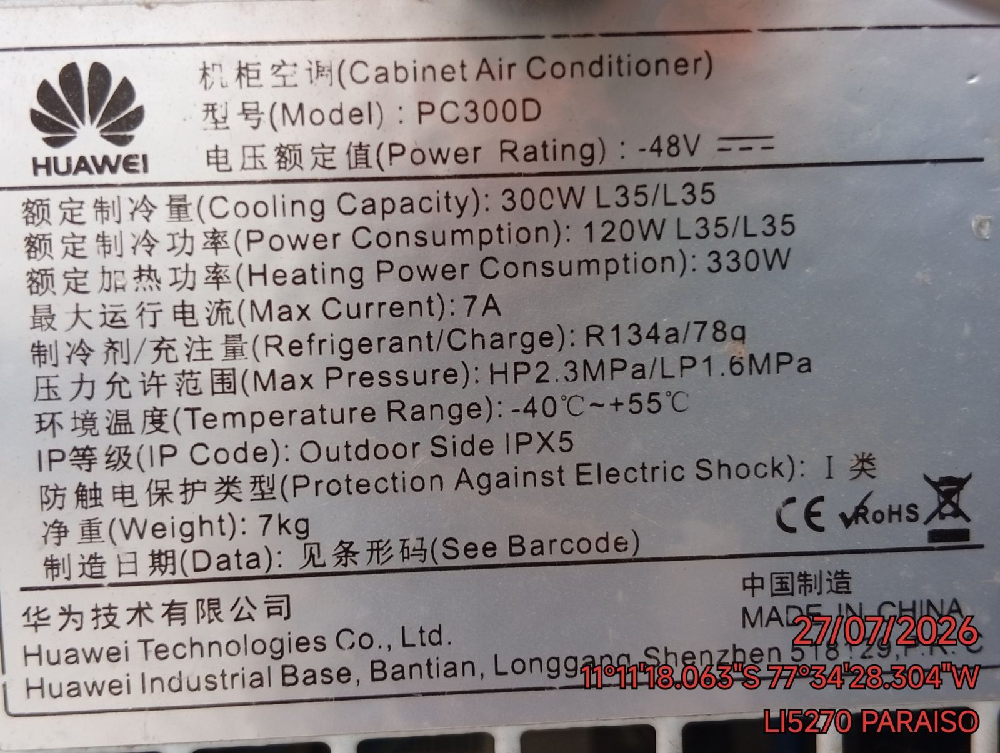 HUAWEI
机柜空调(Cabinet Air Conditioner)
型号(Model) : PC300D
电压额定值(Power Rating) : -48V
额定制冷量(Cooling Capacity): 300W L35/L35
额定制冷功率(Power Consumption): 120W L35/L35
额定加热功率(Heating Power Consumption): 330W
最大运行电流(Max Current): 7A
制冷剂/充注量(Refrigerant/Charge): R134a/78g
压力允许范围(Max Pressure): HP2.3MPa/LP1.6MPa
环境温度(Temperature Range): -40℃~+55℃
IP等级(IP Code): Outdoor Side IPX5
防触电保护类型(Protection Against Electric Shock): I 类
净重(Weight): 7kg
CE RoHS
制造日期(Data): 见条形码(See Barcode)
华为技术有限公司
中国制造
MADE IN CHINA
Huawei Technologies Co., Ltd.
Huawei Industrial Base, Bantian, Longgang Shenzhen 518129, P.R. C
27/07/2026
11°11'18.063"S 77°34'28.304"W
LI5270 PARAISO